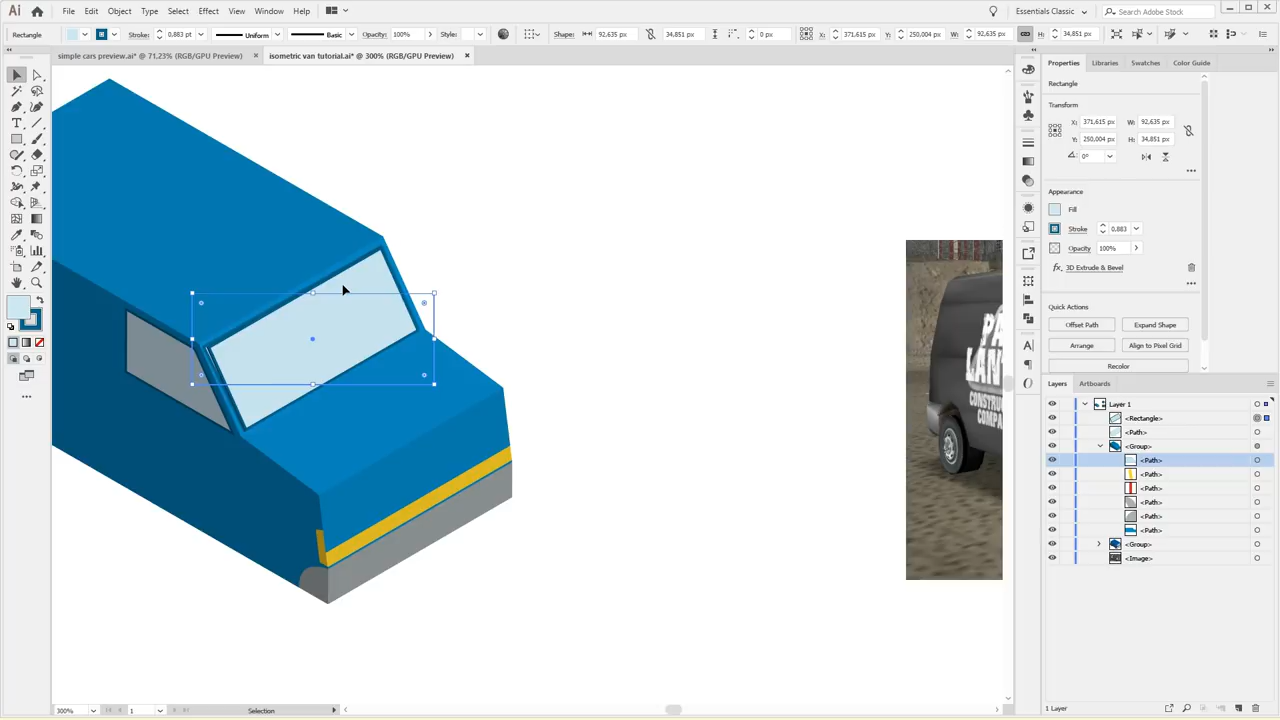 Ai File Edit Object Type Select Effect View Window Help Essentials Classic Search Adobe Stock
Rectangle Stroke: 0.883 pt Uniform Basic Opacity: 100% Style: Shape: 92,635 px 34,851 px 0 px X: 371,615 px Y: 250,004 px W: 92,635 px H: 34,851 px
simple cars preview.ai* @ 71.23% (RGB/GPU Preview) × isometric van tutorial.ai* @ 300% (RGB/GPU Preview) ×
Properties Libraries Swatches Color Guide
Rectangle
Transform
X: 371,615 px W: 92,635 px
Y: 250,004 px H: 34,851 px
0°
Appearance
Fill
Stroke 0.883
Opacity 100%
fx 3D Extrude & Bevel
Quick Actions
Offset Path Expand Shape
Arrange Align to Pixel Grid
Recolor
Layers Artboards
Layer 1
<Rectangle>
<Path>
<Group>
<Path>
<Path>
<Path>
<Path>
<Path>
<Path>
<Group>
<Image>
LAN
CONSTRUC
COMPA
300% 1 Selection 1 Layer